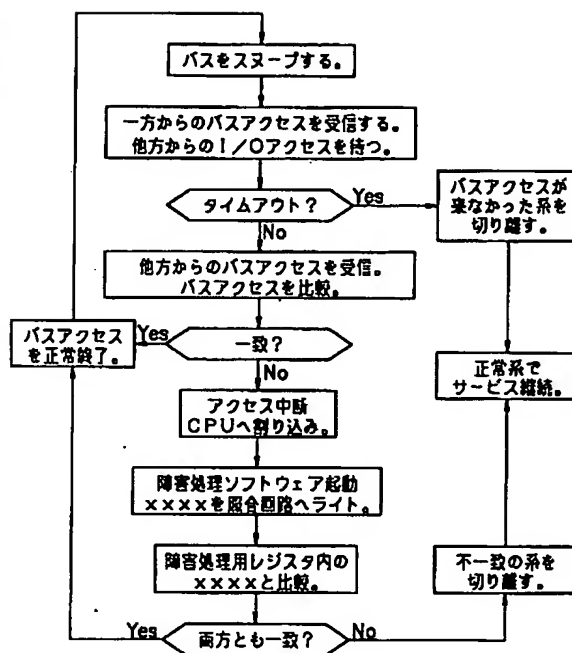 バスをスヌープする。
一方からのバスアクセスを受信する。
他方からのI/Oアクセスを待つ。
タイムアウト?
Yes
バスアクセスが
来なかった系を
切り離す。
No
他方からのバスアクセスを受信。
バスアクセスを比較。
バスアクセス
を正常終了。
Yes
一致?
No
正常系で
サービス継続。
アクセス中断
CPUへ割り込み。
障害処理ソフトウェア起動
××××を照合回路へライト。
障害処理用レジスタ内の
××××と比較。
不一致の系を
切り離す。
Yes
両方とも一致?
No